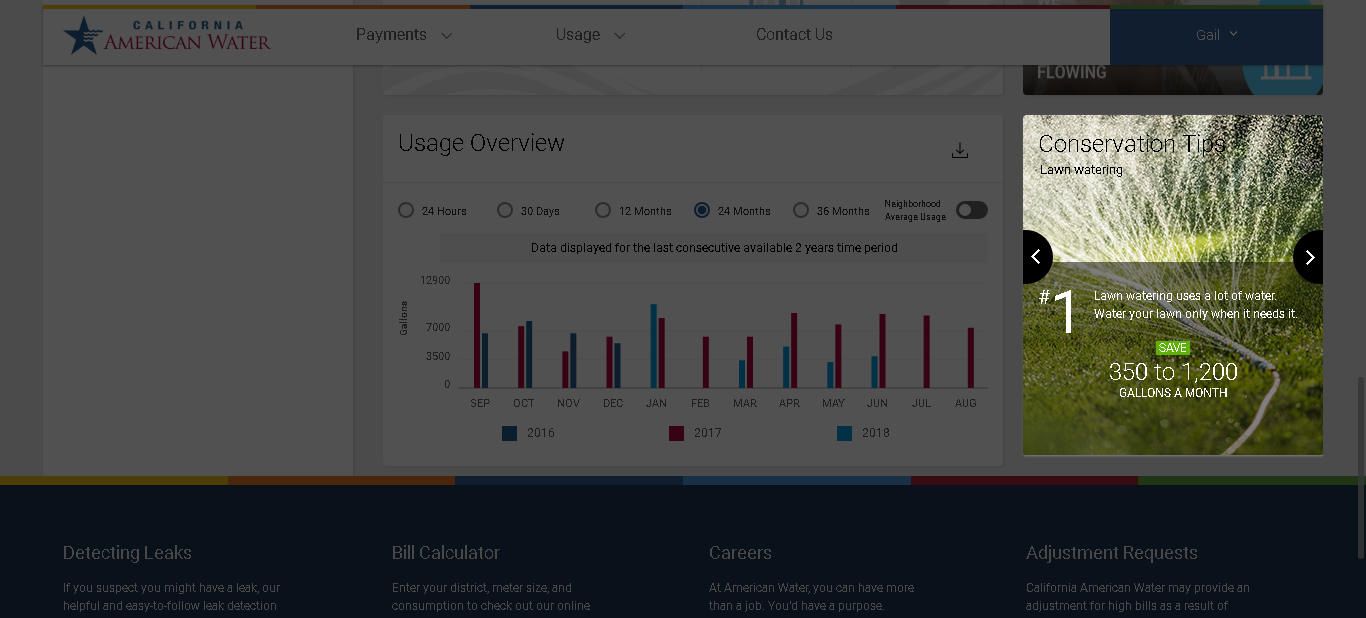 WE
CALIFORNIA
AMERICAN WATER
Payments
Usage
Contact Us
Gail
FLOWING
Usage Overview
24 Hours
30 Days
12 Months
24 Months
36 Months
Neighborhood
Average Usage
Data displayed for the last consecutive available 2 years time period
Gallons
12900
7000
3500
0
SEP OCT NOV DEC JAN FEB MAR APR MAY JUN JUL AUG
2016 2017 2018
Conservation Tips
Lawn watering
#1
Lawn watering uses a lot of water.
Water your lawn only when it needs it.
SAVE
350 to 1,200
GALLONS A MONTH
Detecting Leaks
If you suspect you might have a leak, our
helpful and easy-to-follow leak detection
Bill Calculator
Enter your district, meter size, and
consumption to check out our online
Careers
At American Water, you can have more
than a job. You'd have a purpose.
Adjustment Requests
California American Water may provide an
adjustment for high bills as a result of